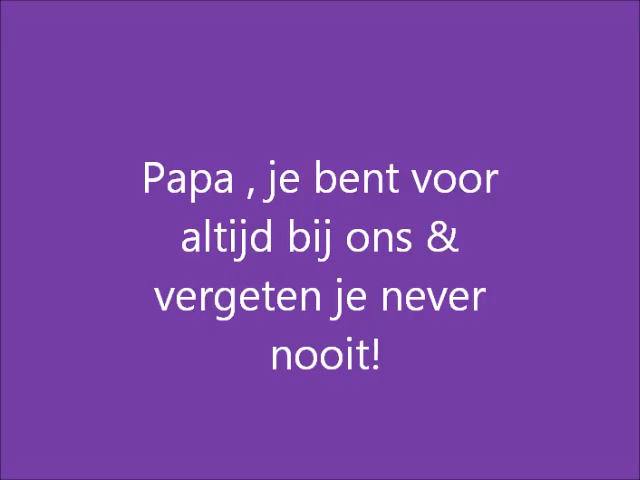 Papa , je bent voor
altijd bij ons &
vergeten je never
nooit!